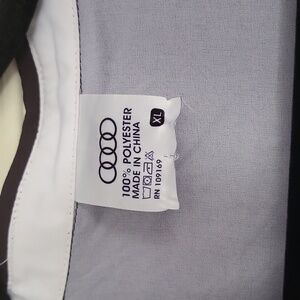 XL
100% POLYESTER
MADE IN CHINA
RN 109169